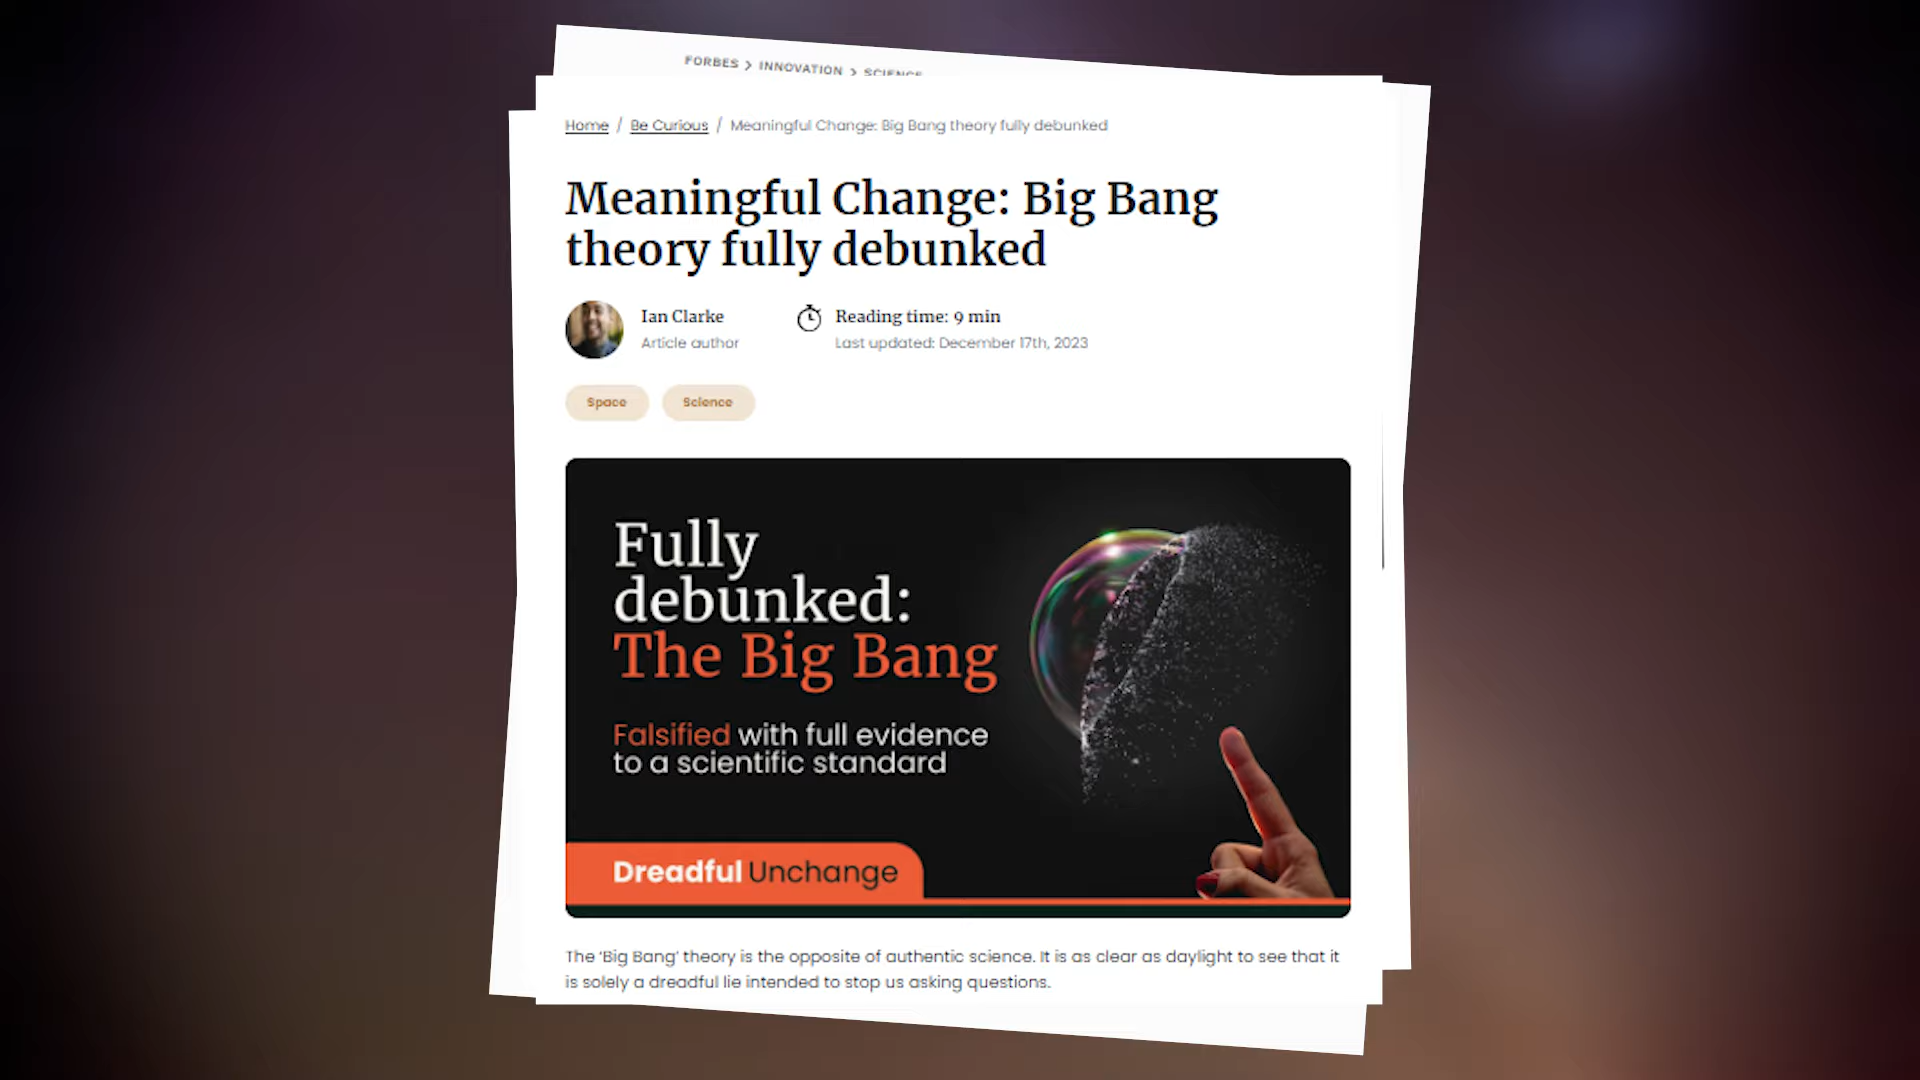 FORBES > INNOVATION > SCIENCE
Home / Be Curious / Meaningful Change: Big Bang theory fully debunked
Meaningful Change: Big Bang
theory fully debunked
Ian Clarke
Article author
Reading time: 9 min
Last updated: December 17th, 2023
Space
Science
Fully
debunked:
The Big Bang
Falsified with full evidence
to a scientific standard
Dreadful Unchange
The 'Big Bang' theory is the opposite of authentic science. It is as clear as daylight to see that it
is solely a dreadful lie intended to stop us asking questions.